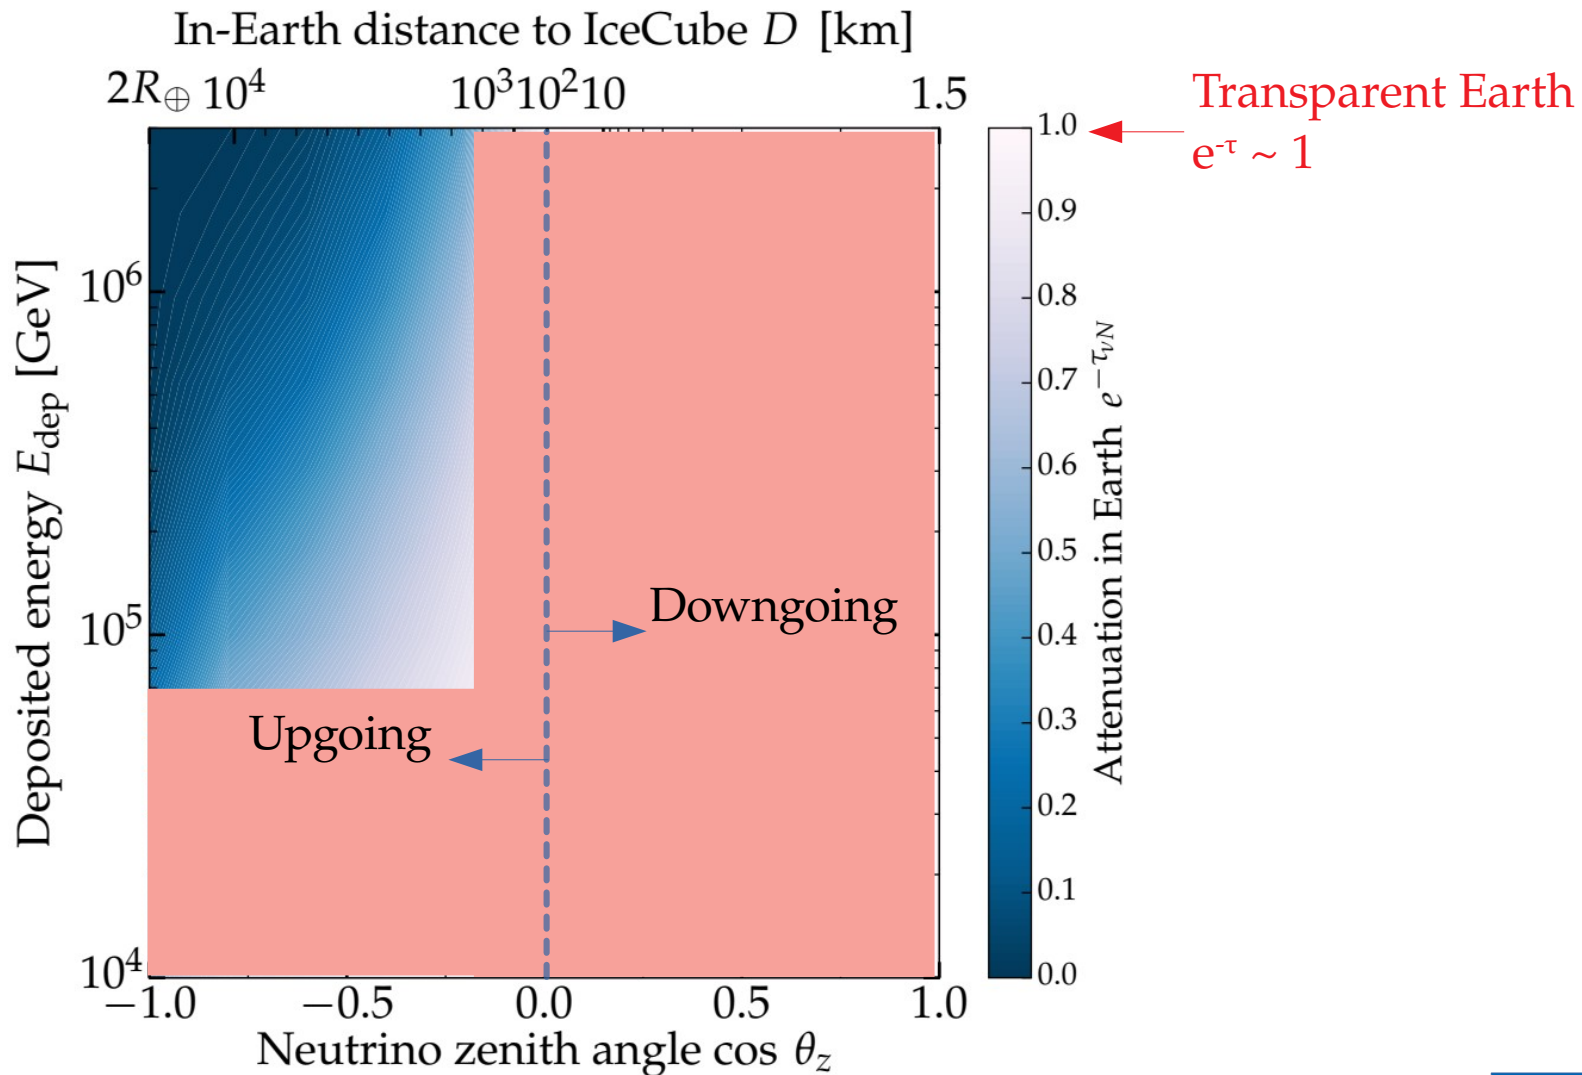 In-Earth distance to IceCube D [km]
2R⊕ 10⁴ 10³10²10 1.5
Transparent Earth
e^-τ ~ 1
Deposited energy E_dep [GeV]
10⁶
10⁵
10⁴
Downgoing
Upgoing
1.0
0.9
0.8
0.7
0.6
0.5
0.4
0.3
0.2
0.1
0.0
Attenuation in Earth e^−τ_νN
−1.0 −0.5 0.0 0.5 1.0
Neutrino zenith angle cos θ_z